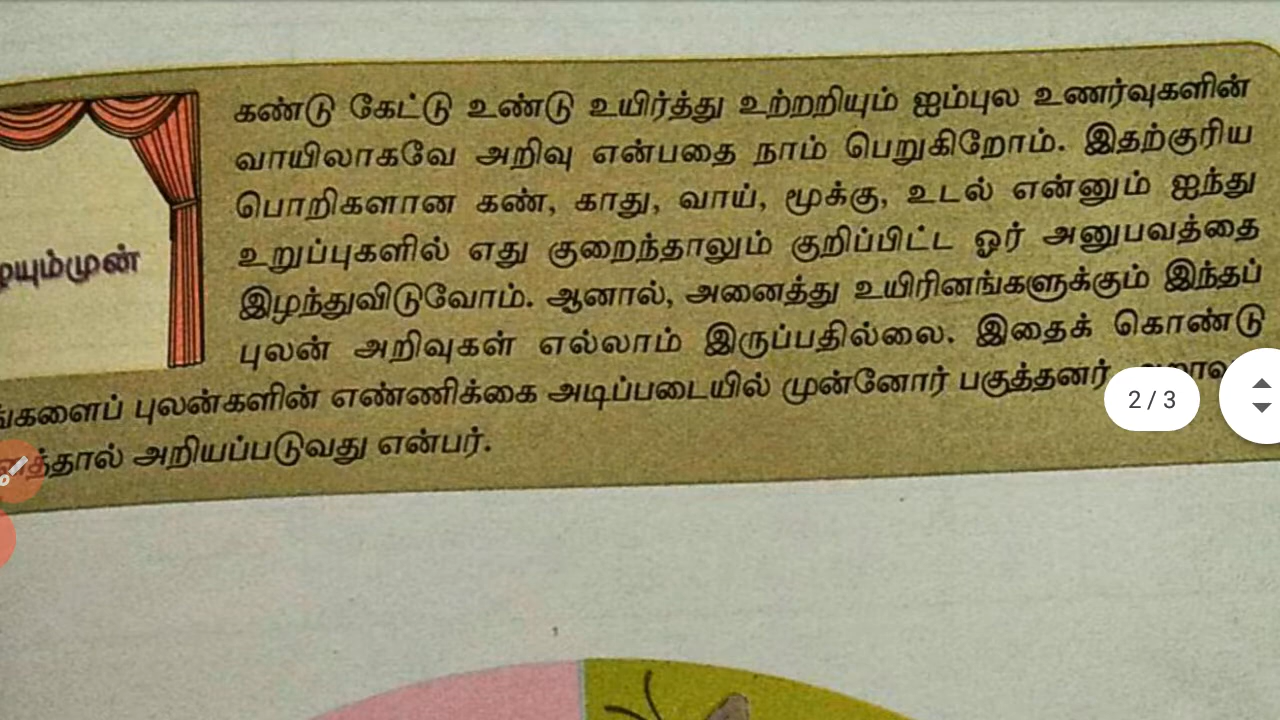 கண்டு கேட்டு உண்டு உயிர்த்து உற்றறியும் ஐம்புல உணர்வுகளின்
வாயிலாகவே அறிவு என்பதை நாம் பெறுகிறோம். இதற்குரிய
பொறிகளான கண், காது, வாய், மூக்கு, உடல் என்னும் ஐந்து
உறுப்புகளில் எது குறைந்தாலும் குறிப்பிட்ட ஓர் அனுபவத்தை
இழந்துவிடுவோம். ஆனால், அனைத்து உயிரினங்களுக்கும் இந்தப்
புலன் அறிவுகள் எல்லாம் இருப்பதில்லை. இதைக் கொண்டு
புலன்களின் எண்ணிக்கை அடிப்படையில் முன்னோர் பகுத்தனர்
அறியப்படுவது என்பர்.
2/3